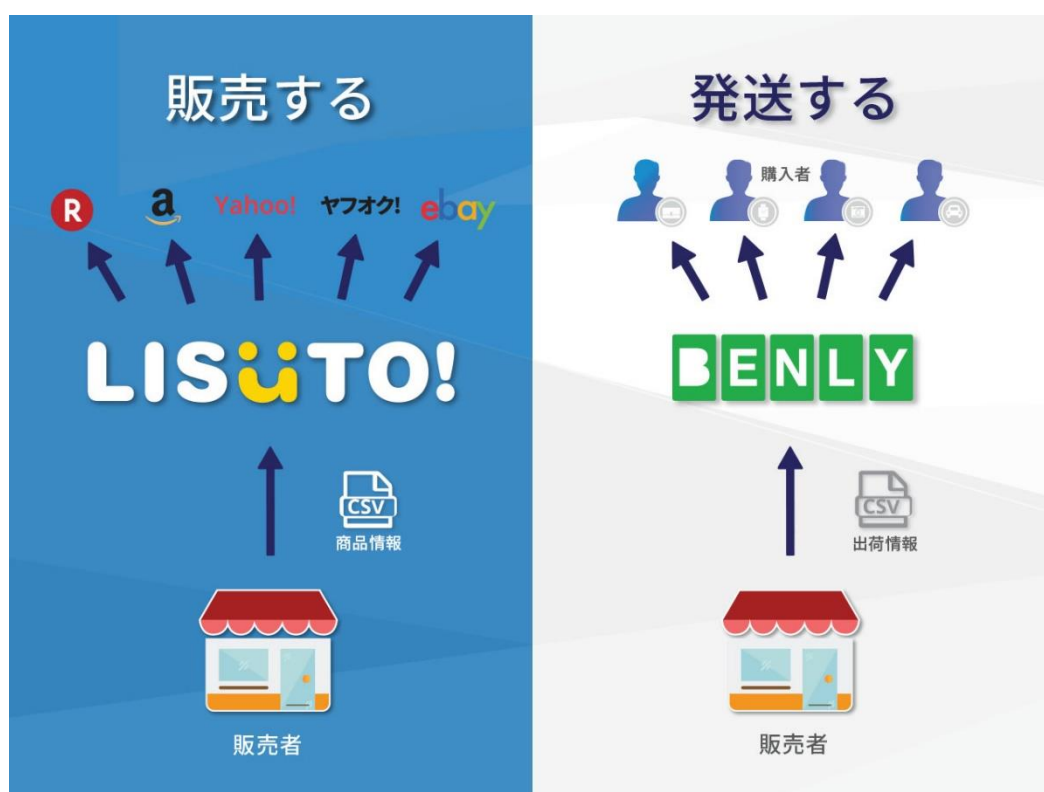 販売する
R
a
Yahoo!
ヤフオク!
ebay
LISÜTO!
CSV
商品情報
販売者
発送する
購入者
BENLY
CSV
出荷情報
販売者